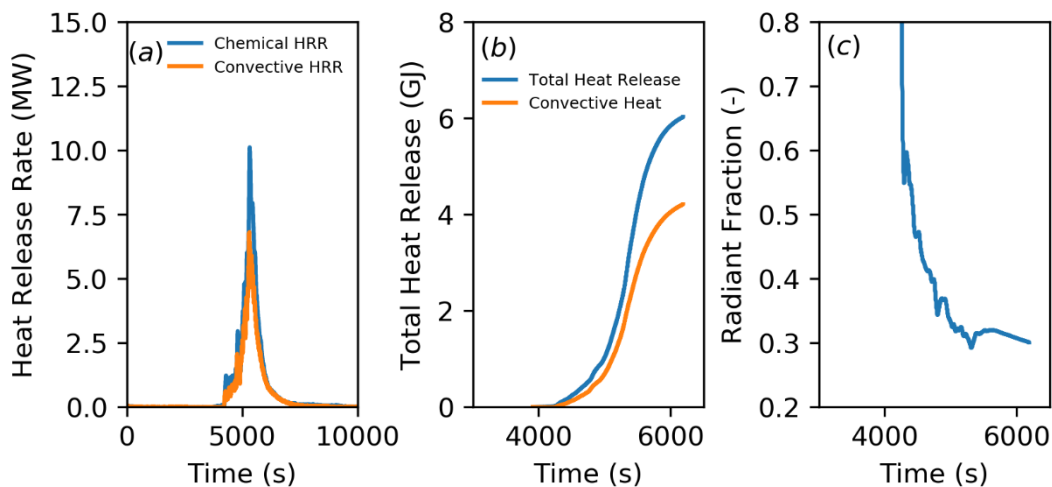 (a)
Chemical HRR
Convective HRR
Heat Release Rate (MW)
15.0
12.5
10.0
7.5
5.0
2.5
0.0
0
5000
10000
Time (s)
(b)
Total Heat Release
Convective Heat
Total Heat Release (GJ)
8
6
4
2
0
4000
6000
Time (s)
(c)
Radiant Fraction (-)
0.8
0.7
0.6
0.5
0.4
0.3
0.2
4000
6000
Time (s)